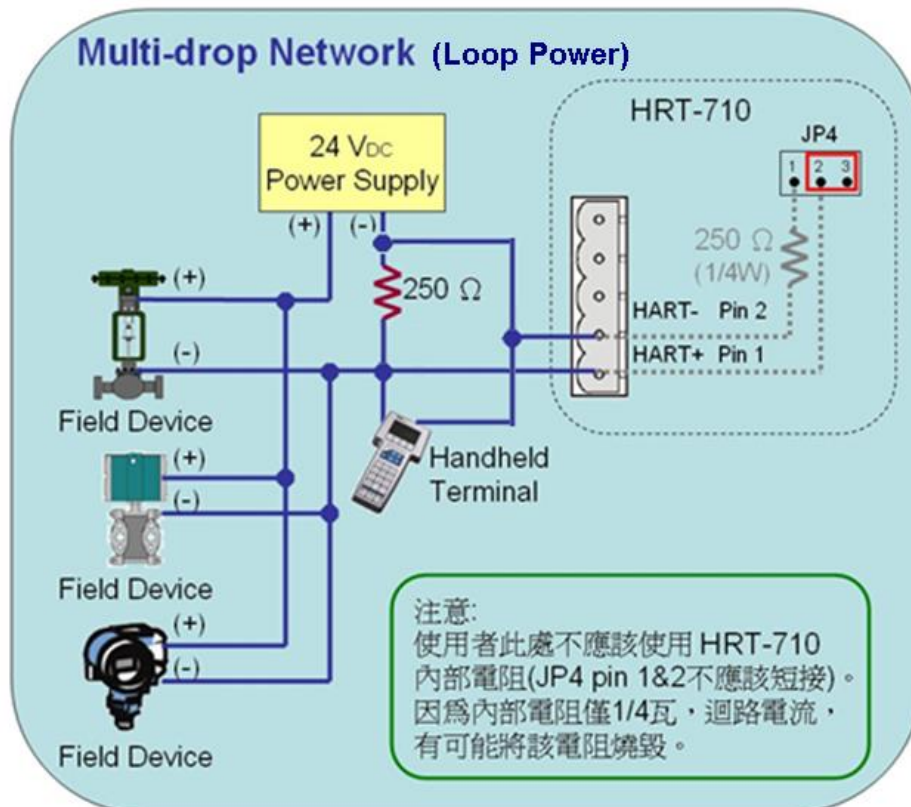 Multi-drop Network (Loop Power)
HRT-710
JP4
1 2 3
24 VDC
Power Supply
(+) (-)
250 Ω
(1/4W)
250 Ω
(+)
HART- Pin 2
HART+ Pin 1
(-)
Field Device
Handheld
Terminal
(+)
(-)
Field Device
(+)
(-)
Field Device
注意:
使用者此處不應該使用 HRT-710
內部電阻(JP4 pin 1&2不應該短接)。
因爲內部電阻僅1/4瓦，迴路電流，
有可能將該電阻燒毀。